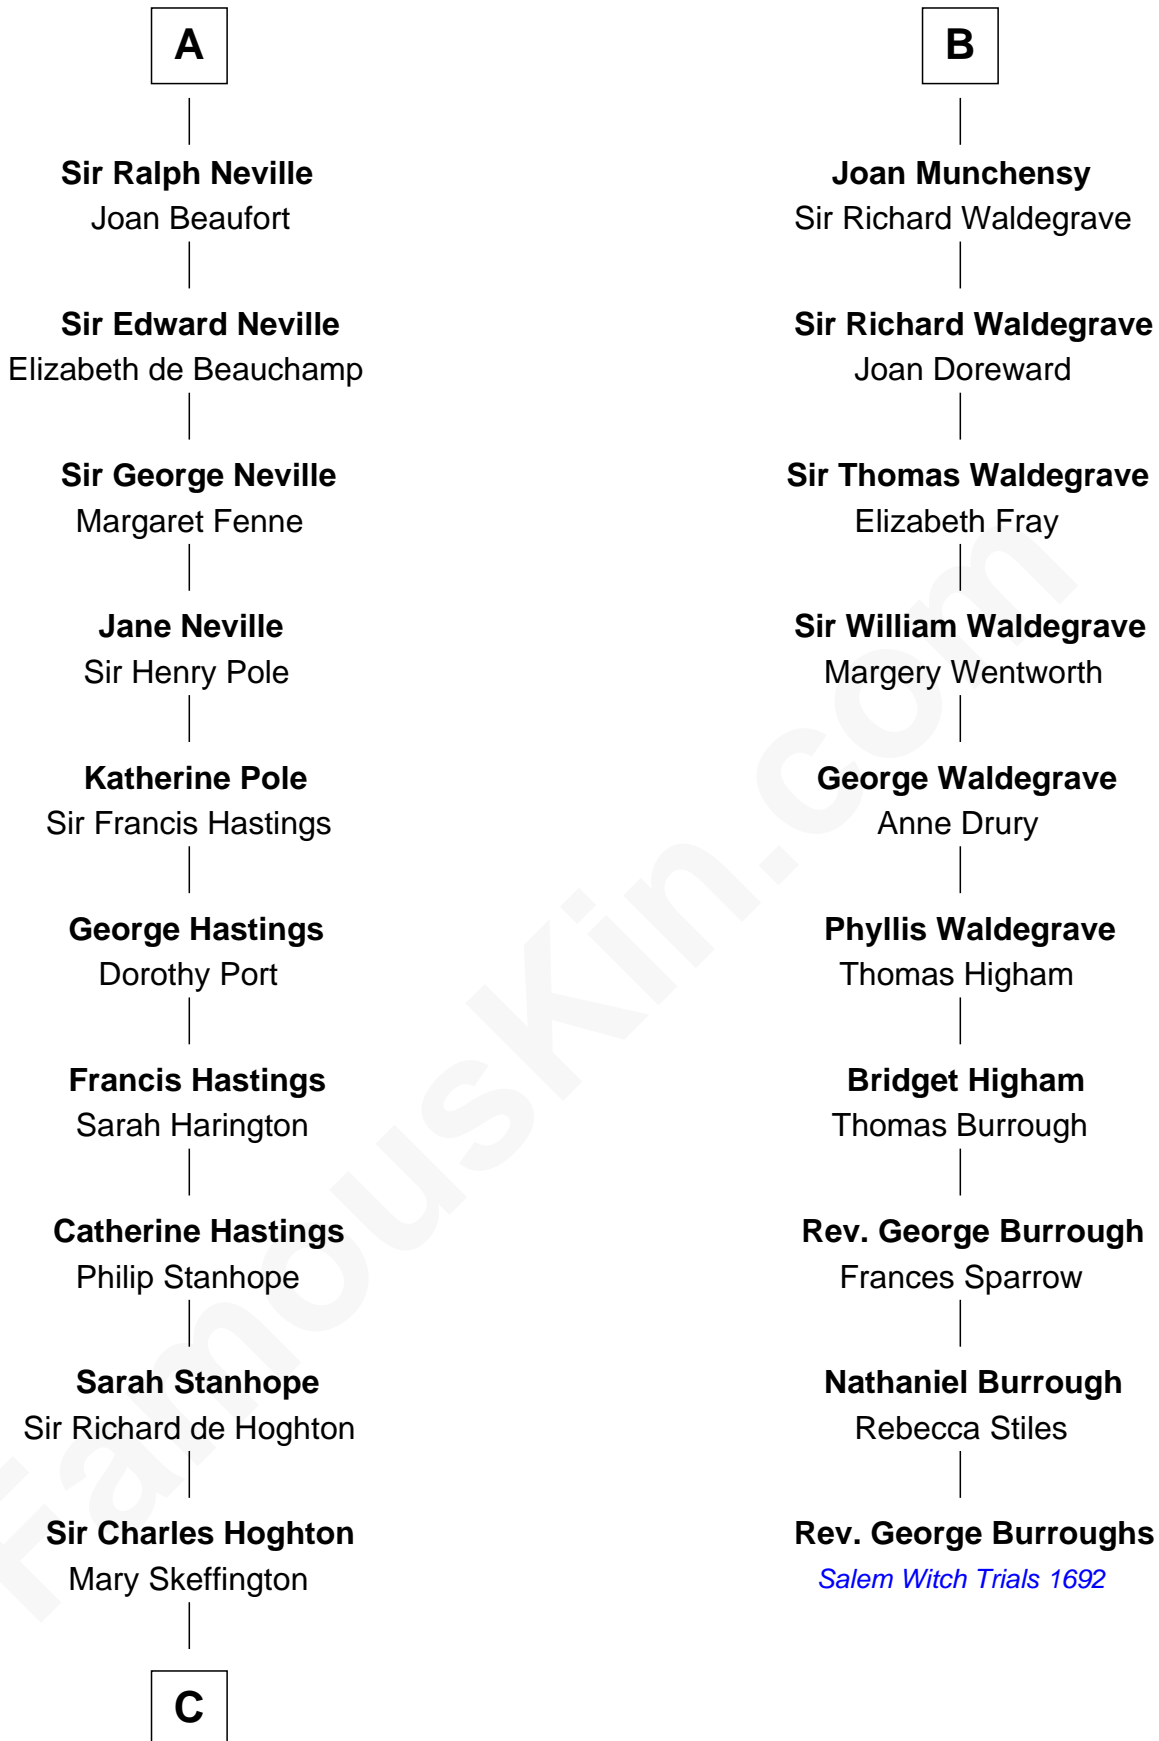 A
Sir Ralph Neville
Joan Beaufort
Sir Edward Neville
Elizabeth de Beauchamp
Sir George Neville
Margaret Fenne
Jane Neville
Sir Henry Pole
Katherine Pole
Sir Francis Hastings
George Hastings
Dorothy Port
Francis Hastings
Sarah Harington
Catherine Hastings
Philip Stanhope
Sarah Stanhope
Sir Richard de Hoghton
Sir Charles Hoghton
Mary Skeffington
C
B
Joan Munchensy
Sir Richard Waldegrave
Sir Richard Waldegrave
Joan Doreward
Sir Thomas Waldegrave
Elizabeth Fray
Sir William Waldegrave
Margery Wentworth
George Waldegrave
Anne Drury
Phyllis Waldegrave
Thomas Higham
Bridget Higham
Thomas Burrough
Rev. George Burrough
Frances Sparrow
Nathaniel Burrough
Rebecca Stiles
Rev. George Burroughs
Salem Witch Trials 1692
FamousKin.com